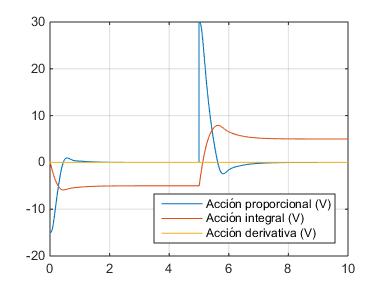 30
20
10
0
-10
-20
Acción proporcional (V)
Acción integral (V)
Acción derivativa (V)
0 2 4 6 8 10